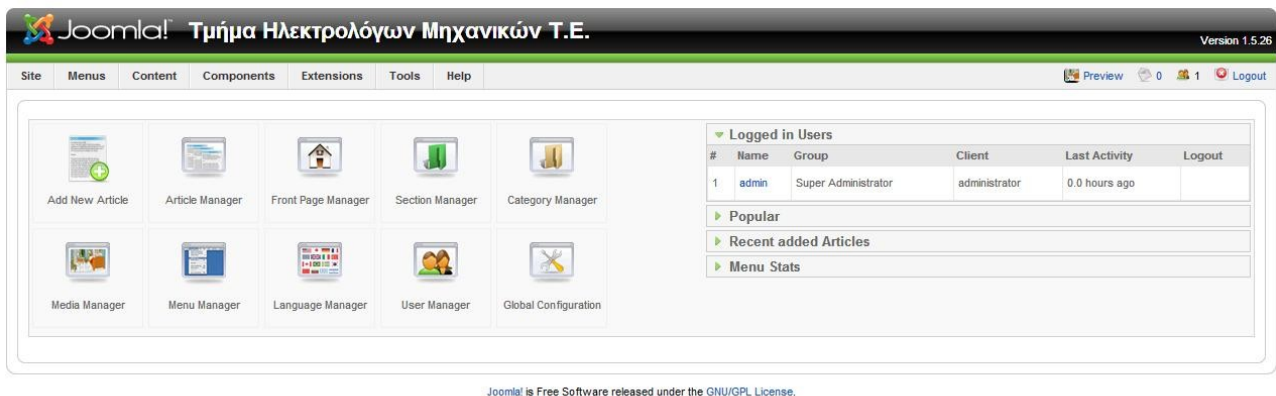 Joomla! Τμήμα Ηλεκτρολόγων Μηχανικών Τ.Ε.
Version 1.5.26
Site Menus Content Components Extensions Tools Help Preview 0 1 Logout
Add New Article Article Manager Front Page Manager Section Manager Category Manager
Media Manager Menu Manager Language Manager User Manager Global Configuration
Logged in Users
# Name Group Client Last Activity Logout
1 admin Super Administrator administrator 0.0 hours ago
Popular
Recent added Articles
Menu Stats
Joomla! is Free Software released under the GNU/GPL License.